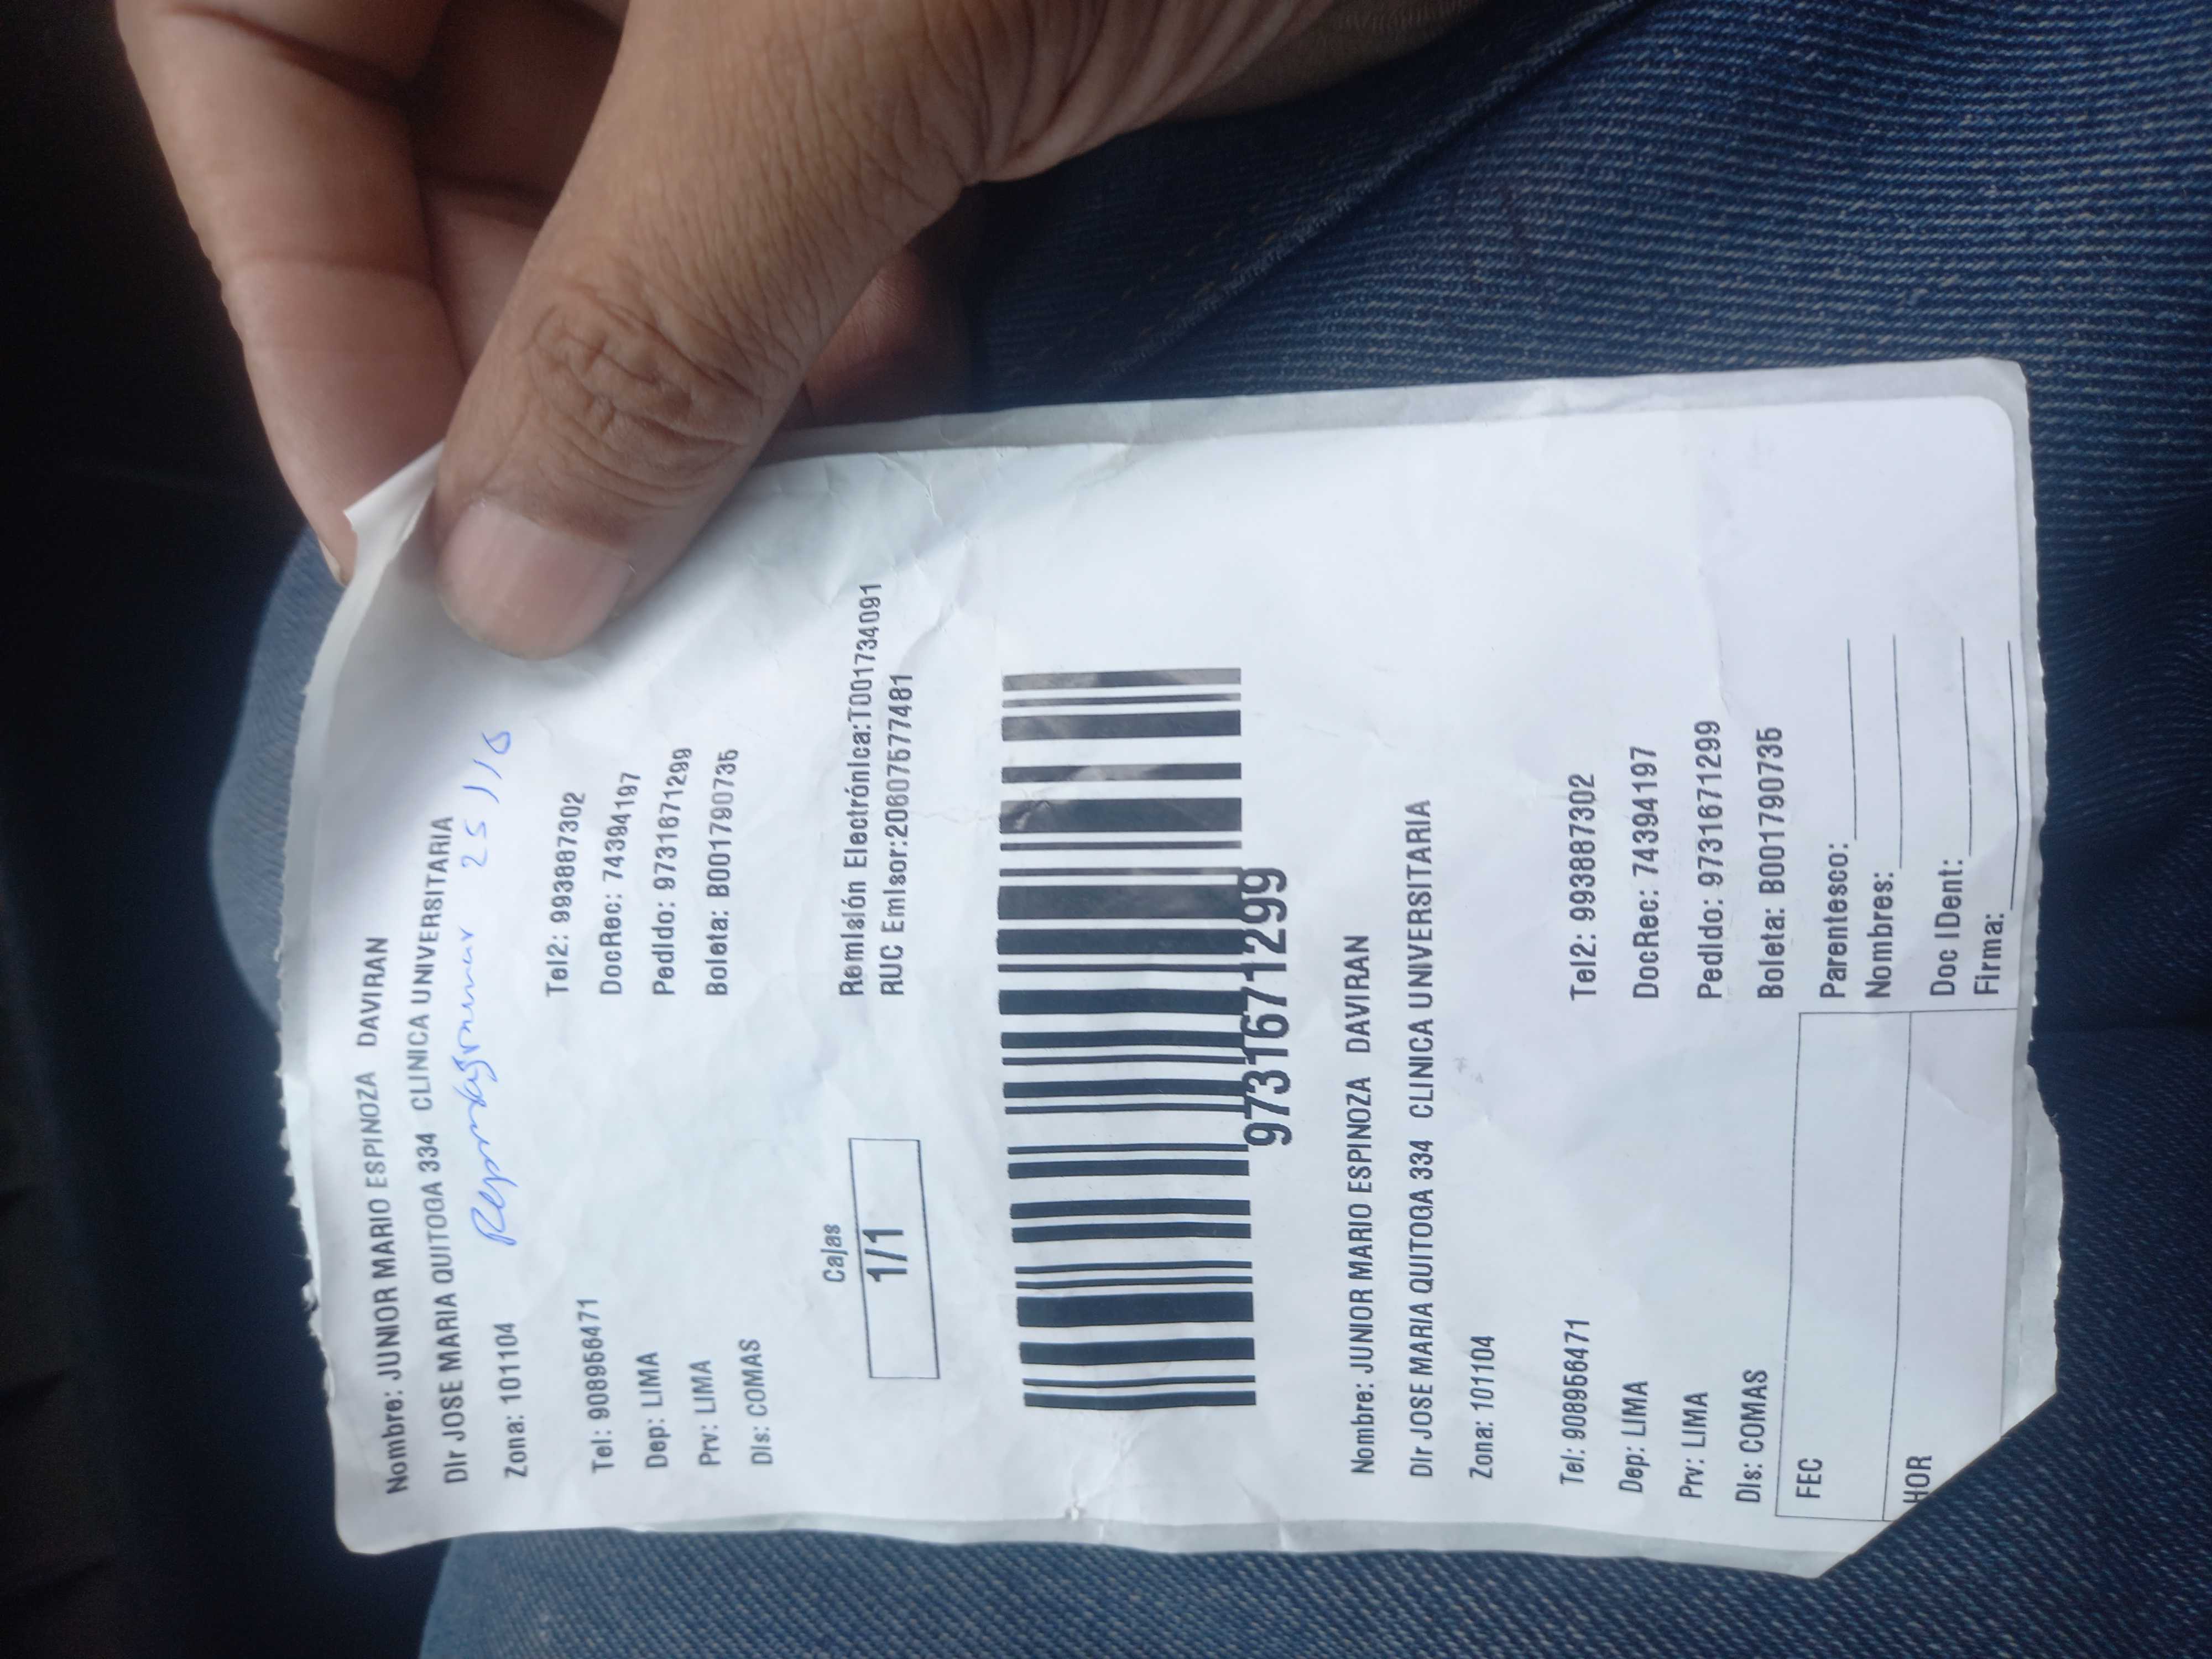 Nombre: JUNIOR MARIO ESPINOZA DAVIRAN
DIr JOSE MARIA QUITOGA 334 CLINICA UNIVERSITARIA
Zona: 101104 Reprogramar 25/10
Tel: 908956471 Tel2: 993887302
Dep: LIMA DocRec: 74394197
Prv: LIMA Pedido: 9731671299
DIs: COMAS Boleta: B001790735
Cajas
1/1
Remisión Electrónica:T001734091
RUC Emisor:20607577481
9731671299
Nombre: JUNIOR MARIO ESPINOZA DAVIRAN
DIr JOSE MARIA QUITOGA 334 CLINICA UNIVERSITARIA
Zona: 101104
Tel: 908956471 Tel2: 993887302
Dep: LIMA DocRec: 74394197
Prv: LIMA Pedido: 9731671299
DIs: COMAS Boleta: B001790735
FEC
Parentesco:
Nombres:
HOR
Doc IDent:
Firma: